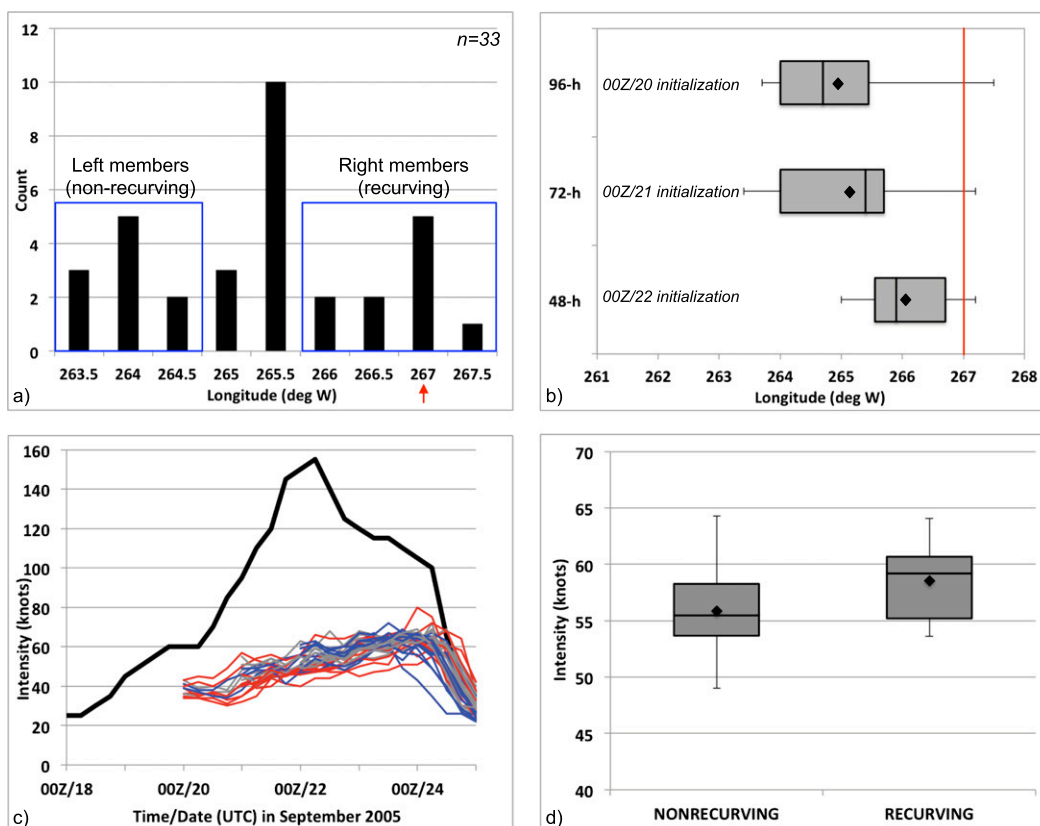 12
10
8
6
4
2
0
Count
n=33
Left members
(non-recurving)
Right members
(recurving)
263.5 264 264.5 265 265.5 266 266.5 267 267.5
a)
Longitude (deg W)
96-h
72-h
48-h
00Z/20 initialization
00Z/21 initialization
00Z/22 initialization
261 262 263 264 265 266 267 268
b)
Longitude (deg W)
160
140
120
100
80
60
40
20
0
Intensity (knots)
00Z/18 00Z/20 00Z/22 00Z/24
c)
Time/Date (UTC) in September 2005
70
65
60
55
50
45
40
Intensity (knots)
NONRECURVING RECURVING
d)